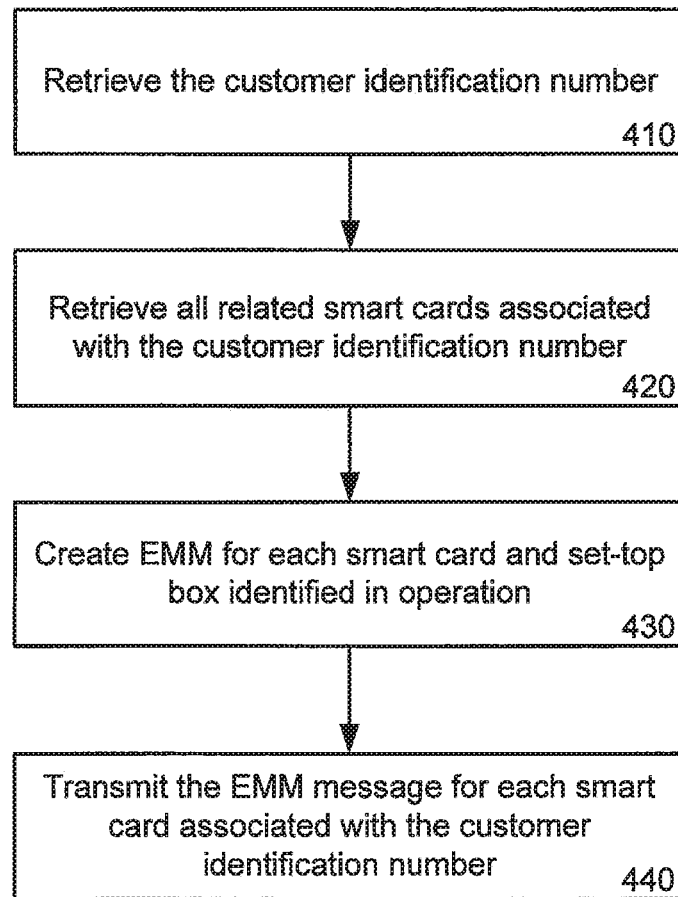 Retrieve the customer identification number
410
Retrieve all related smart cards associated
with the customer identification number
420
Create EMM for each smart card and set-top
box identified in operation
430
Transmit the EMM message for each smart
card associated with the customer
identification number
440